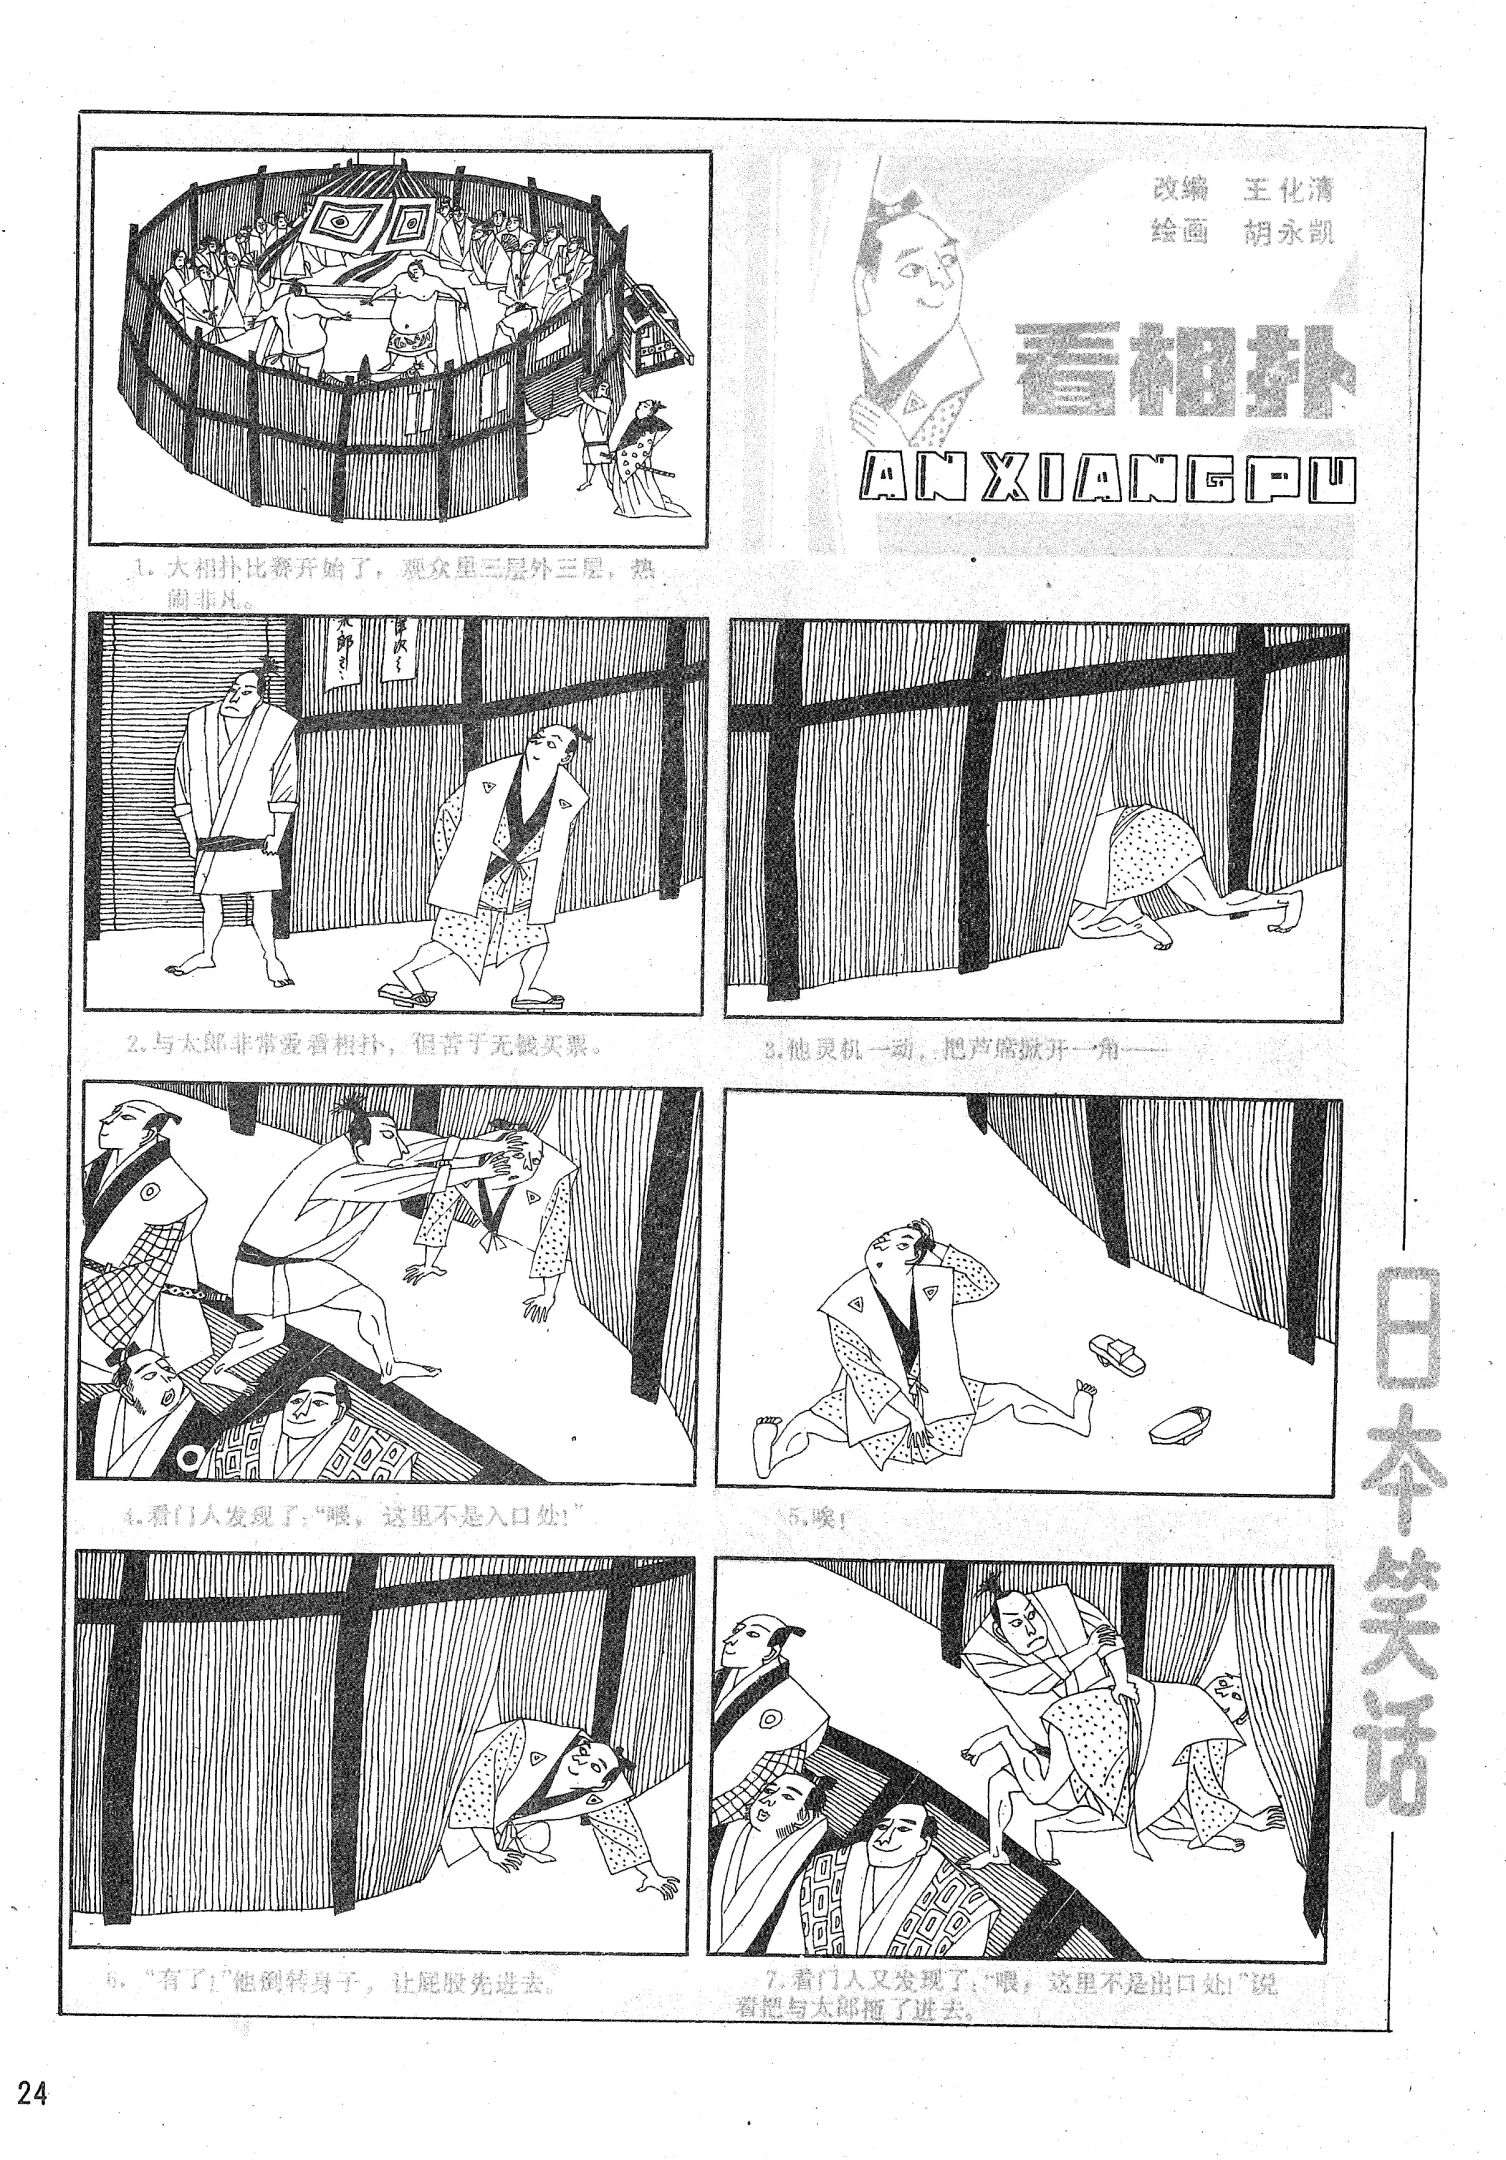 改编 王化清
绘画 胡永凯
看相扑
ANXIANGPU
1. 大相扑比赛开始了，观众里三层外三层，热
闹非凡。
太郎
2. 与太郎非常爱看相扑，但苦于无钱买票。
3. 他灵机一动，把芦席掀开一角——
4. 看门人发现了：“喂，这里不是入口处！”
5. 唉！
6. “有了！”他倒转身子，让屁股先进去。
7. 看门人又发现了：“喂，这里不是出口处！”说
着把与太郎拖了进去。
日本笑话
24